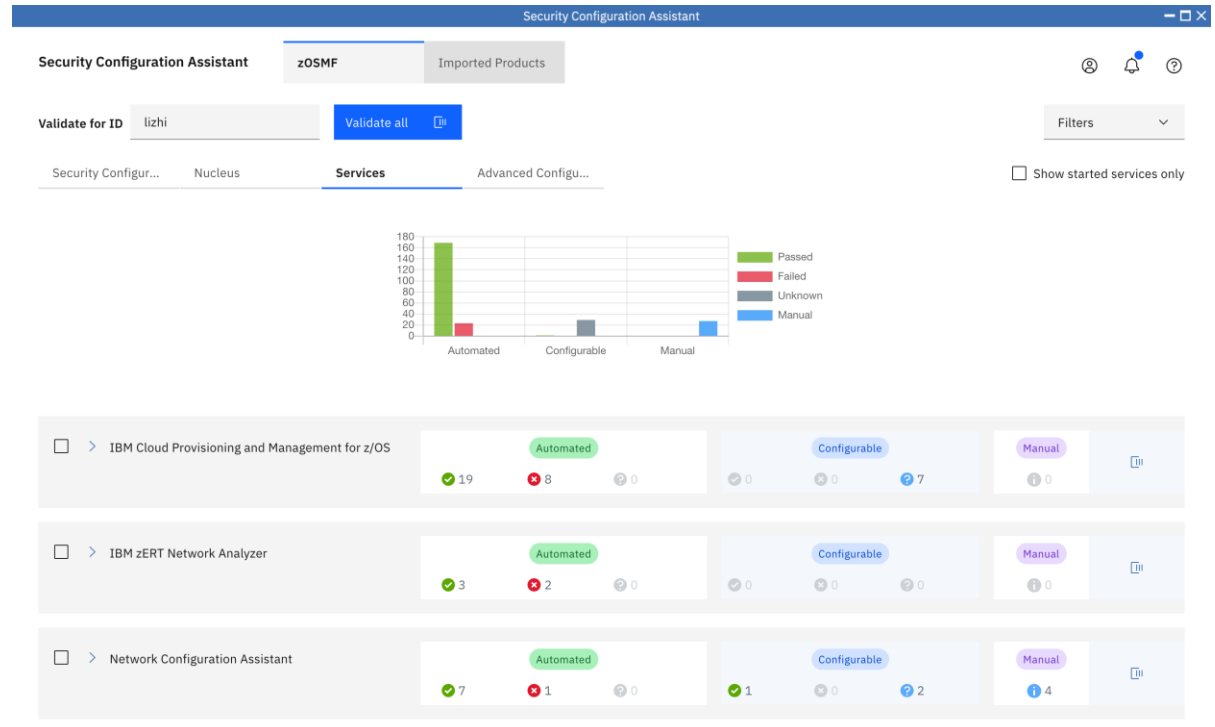 Security Configuration Assistant
Security Configuration Assistant zOSMF Imported Products
Validate for ID lizhi Validate all Filters
Security Configur... Nucleus Services Advanced Configu... Show started services only
180
160
140
120
100
80
60
40
20
0
Automated Configurable Manual
Passed
Failed
Unknown
Manual
IBM Cloud Provisioning and Management for z/OS Automated Configurable Manual
19 8 0 0 0 7 0
IBM zERT Network Analyzer Automated Configurable Manual
3 2 0 0 0 0 0
Network Configuration Assistant Automated Configurable Manual
7 1 0 1 0 2 4